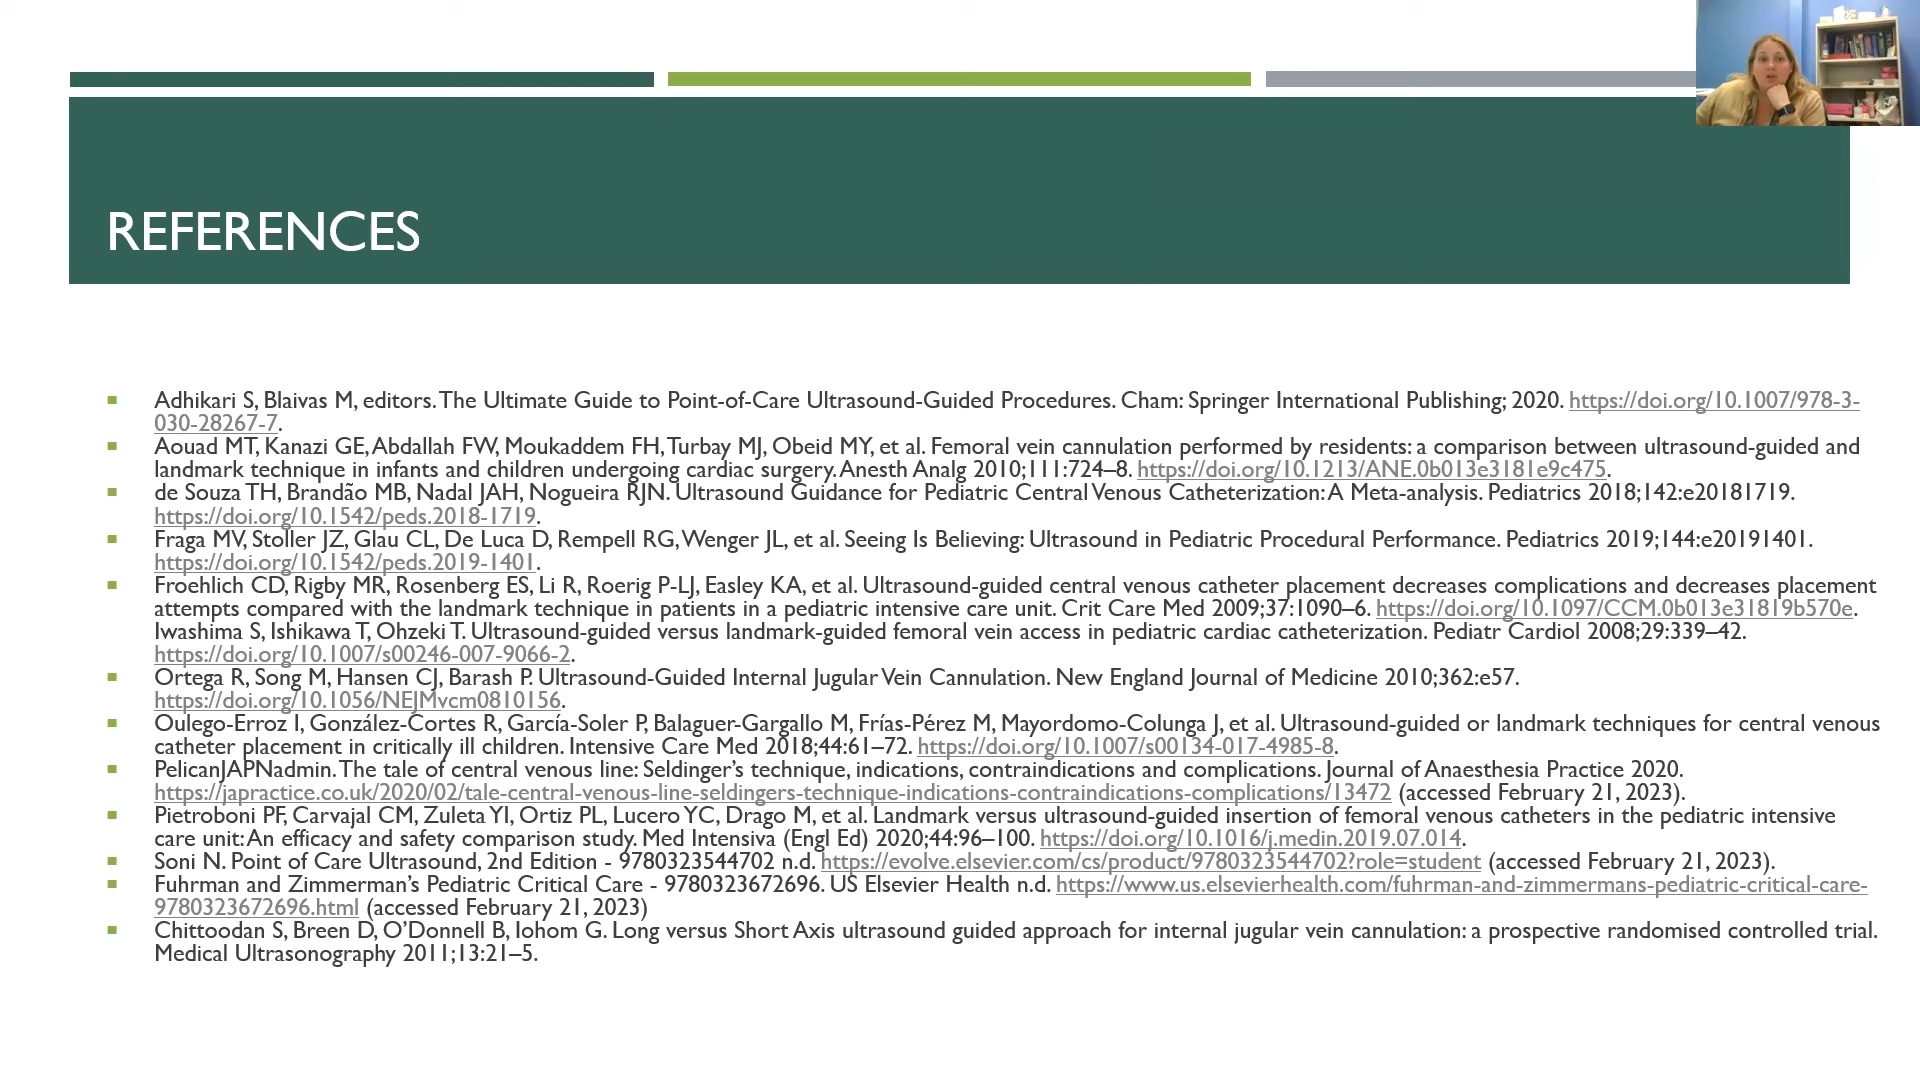 REFERENCES
Adhikari S, Blaivas M, editors. The Ultimate Guide to Point-of-Care Ultrasound-Guided Procedures. Cham: Springer International Publishing; 2020. https://doi.org/10.1007/978-3-
030-28267-7.
Aouad MT, Kanazi GE, Abdallah FW, Moukaddem FH, Turbay MJ, Obeid MY, et al. Femoral vein cannulation performed by residents: a comparison between ultrasound-guided and
landmark technique in infants and children undergoing cardiac surgery. Anesth Analg 2010;111:724–8. https://doi.org/10.1213/ANE.0b013e3181e9c475.
de Souza TH, Brandão MB, Nadal JAH, Nogueira RJN. Ultrasound Guidance for Pediatric Central Venous Catheterization: A Meta-analysis. Pediatrics 2018;142:e20181719.
https://doi.org/10.1542/peds.2018-1719.
Fraga MV, Stoller JZ, Glau CL, De Luca D, Rempell RG, Wenger JL, et al. Seeing Is Believing: Ultrasound in Pediatric Procedural Performance. Pediatrics 2019;144:e20191401.
https://doi.org/10.1542/peds.2019-1401.
Froehlich CD, Rigby MR, Rosenberg ES, Li R, Roerig P-LJ, Easley KA, et al. Ultrasound-guided central venous catheter placement decreases complications and decreases placement
attempts compared with the landmark technique in patients in a pediatric intensive care unit. Crit Care Med 2009;37:1090–6. https://doi.org/10.1097/CCM.0b013e31819b570e.
Iwashima S, Ishikawa T, Ohzeki T. Ultrasound-guided versus landmark-guided femoral vein access in pediatric cardiac catheterization. Pediatr Cardiol 2008;29:339–42.
https://doi.org/10.1007/s00246-007-9066-2.
Ortega R, Song M, Hansen CJ, Barash P. Ultrasound-Guided Internal Jugular Vein Cannulation. New England Journal of Medicine 2010;362:e57.
https://doi.org/10.1056/NEJMvcm0810156.
Oulego-Erroz I, González-Cortes R, García-Soler P, Balaguer-Gargallo M, Frías-Pérez M, Mayordomo-Colunga J, et al. Ultrasound-guided or landmark techniques for central venous
catheter placement in critically ill children. Intensive Care Med 2018;44:61–72. https://doi.org/10.1007/s00134-017-4985-8.
PelicanJAPNadmin. The tale of central venous line: Seldinger’s technique, indications, contraindications and complications. Journal of Anaesthesia Practice 2020.
https://japractice.co.uk/2020/02/tale-central-venous-line-seldingers-technique-indications-contraindications-complications/13472 (accessed February 21, 2023).
Pietroboni PF, Carvajal CM, Zuleta YI, Ortiz PL, Lucero YC, Drago M, et al. Landmark versus ultrasound-guided insertion of femoral venous catheters in the pediatric intensive
care unit: An efficacy and safety comparison study. Med Intensiva (Engl Ed) 2020;44:96–100. https://doi.org/10.1016/j.medin.2019.07.014.
Soni N. Point of Care Ultrasound, 2nd Edition - 9780323544702 n.d. https://evolve.elsevier.com/cs/product/9780323544702?role=student (accessed February 21, 2023).
Fuhrman and Zimmerman’s Pediatric Critical Care - 9780323672696. US Elsevier Health n.d. https://www.us.elsevierhealth.com/fuhrman-and-zimmermans-pediatric-critical-care-
9780323672696.html (accessed February 21, 2023)
Chittoodan S, Breen D, O’Donnell B, Iohom G. Long versus Short Axis ultrasound guided approach for internal jugular vein cannulation: a prospective randomised controlled trial.
Medical Ultrasonography 2011;13:21–5.